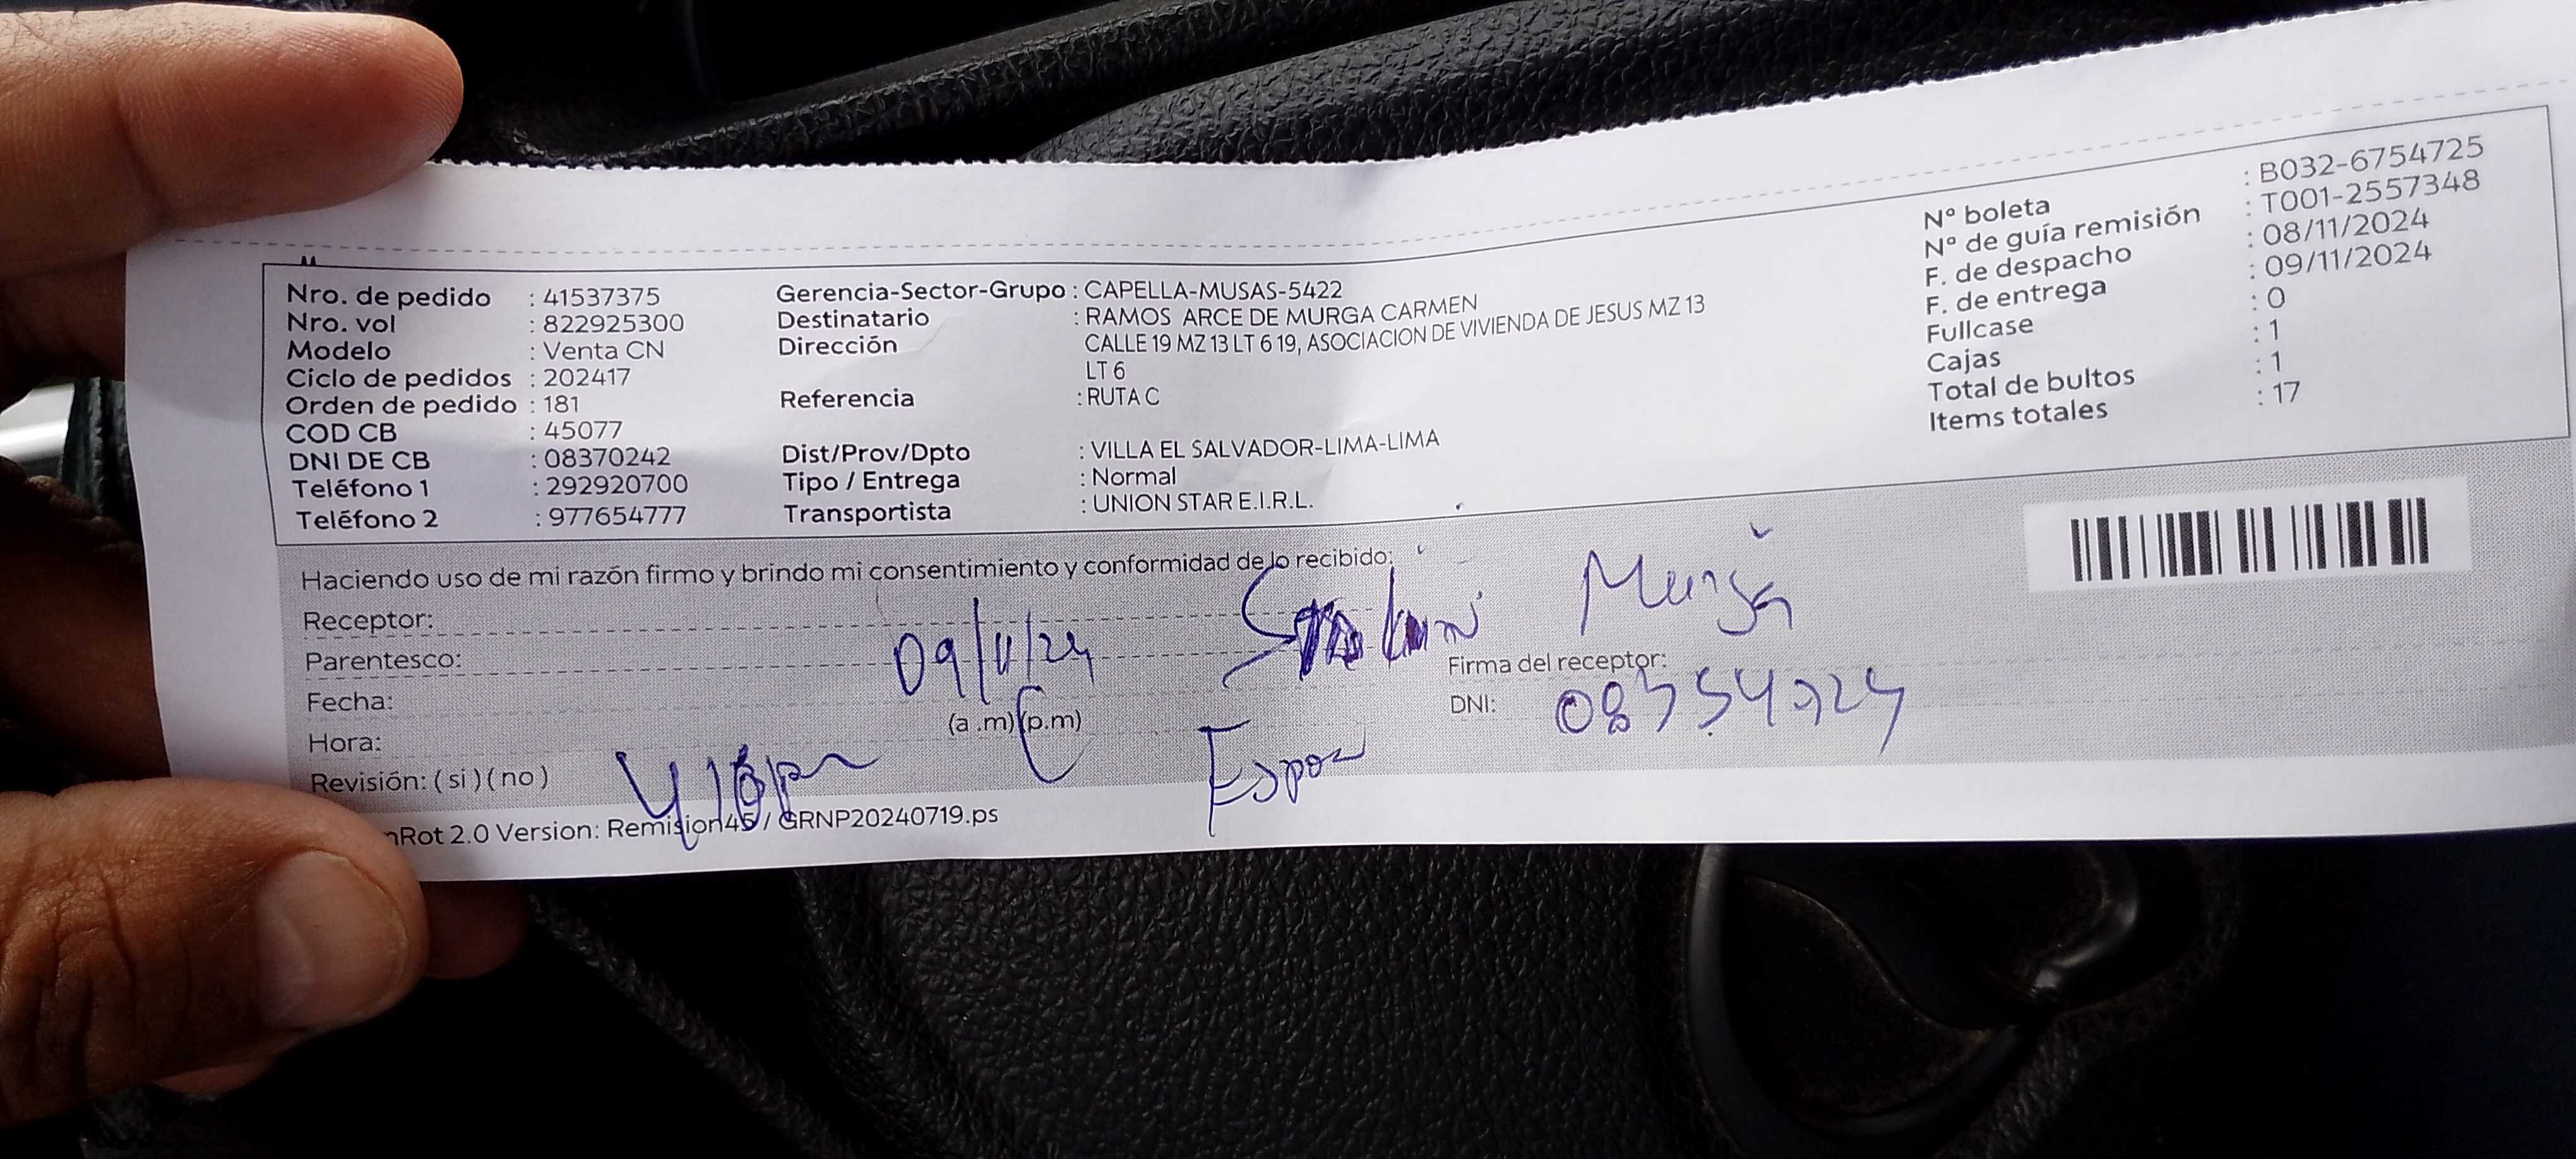 Nro. de pedido : 41537375
Nro. vol : 822925300
Modelo : Venta CN
Ciclo de pedidos : 202417
Orden de pedido : 181
COD CB : 45077
DNI DE CB : 08370242
Teléfono 1 : 292920700
Teléfono 2 : 977654777
Gerencia-Sector-Grupo : CAPELLA-MUSAS-5422
Destinatario : RAMOS ARCE DE MURGA CARMEN
Dirección CALLE 19 MZ 13 LT 6 19, ASOCIACION DE VIVIENDA DE JESUS MZ 13
LT 6
Referencia : RUTA C
Dist/Prov/Dpto : VILLA EL SALVADOR-LIMA-LIMA
Tipo / Entrega : Normal
Transportista : UNION STAR E.I.R.L.
N° boleta : B032-6754725
N° de guía remisión : T001-2557348
F. de despacho : 08/11/2024
F. de entrega : 09/11/2024
Fullcase : 0
Cajas : 1
Total de bultos : 1
Items totales : 17
Haciendo uso de mi razón firmo y brindo mi consentimiento y conformidad de lo recibido:
Receptor:
Murga
Parentesco:
09/11/24
Firma del receptor:
Fecha:
DNI:
Hora: (a .m) (p.m)
Revisión: ( si ) ( no )
Rot 2.0 Version: Remision45 / GRNP20240719.ps